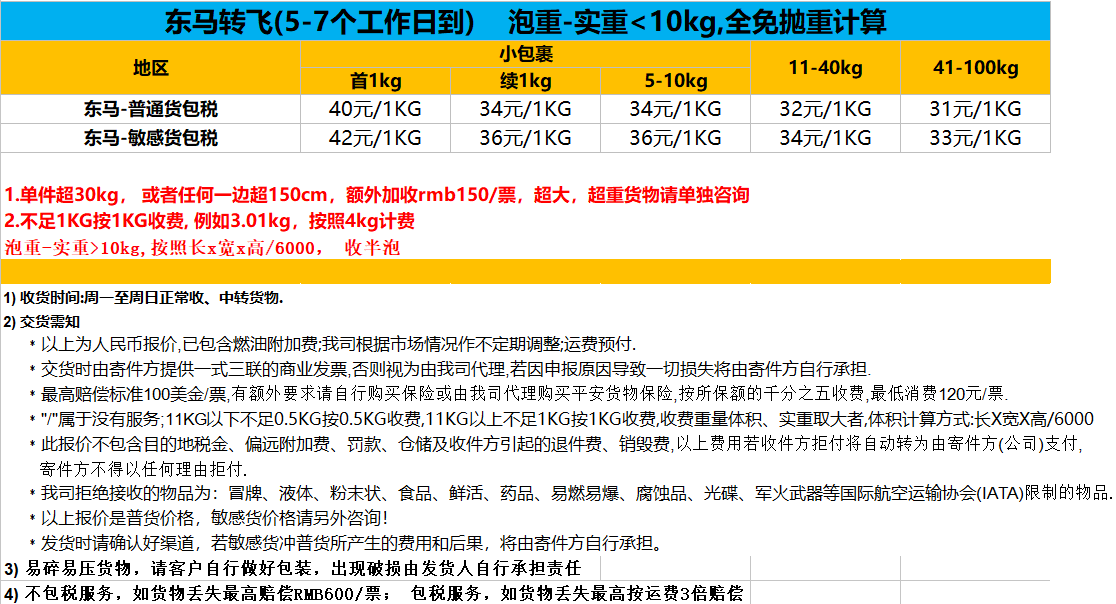 东马转飞(5-7个工作日到) 泡重-实重<10kg,全免抛重计算
地区 小包裹 11-40kg 41-100kg
首1kg 续1kg 5-10kg
东马-普通货包税 40元/1KG 34元/1KG 34元/1KG 32元/1KG 31元/1KG
东马-敏感货包税 42元/1KG 36元/1KG 36元/1KG 34元/1KG 33元/1KG
1.单件超30kg， 或者任何一边超150cm，额外加收rmb150/票，超大，超重货物请单独咨询
2.不足1KG按1KG收费, 例如3.01kg，按照4kg计费
泡重-实重>10kg,按照长x宽x高/6000， 收半泡
1) 收货时间:周一至周日正常收、中转货物.
2) 交货需知
* 以上为人民币报价,已包含燃油附加费;我司根据市场情况作不定期调整;运费预付.
* 交货时由寄件方提供一式三联的商业发票,否则视为由我司代理,若因申报原因导致一切损失将由寄件方自行承担.
* 最高赔偿标准100美金/票,有额外要求请自行购买保险或由我司代理购买平安货物保险,按所保额的千分之五收费,最低消费120元/票.
* "/"属于没有服务;11KG以下不足0.5KG按0.5KG收费,11KG以上不足1KG按1KG收费,收费重量体积、实重取大者,体积计算方式:长X宽X高/6000
* 此报价不包含目的地税金、偏远附加费、罚款、仓储及收件方引起的退件费、销毁费,以上费用若收件方拒付将自动转为由寄件方(公司)支付,
寄件方不得以任何理由拒付.
* 我司拒绝接收的物品为：冒牌、液体、粉末状、食品、鲜活、药品、易燃易爆、腐蚀品、光碟、军火武器等国际航空运输协会(IATA)限制的物品.
* 以上报价是普货价格，敏感货价格请另外咨询！
* 发货时请确认好渠道，若敏感货冲普货所产生的费用和后果，将由寄件方自行承担。
3) 易碎易压货物，请客户自行做好包装，出现破损由发货人自行承担责任
4) 不包税服务，如货物丢失最高赔偿RMB600/票； 包税服务，如货物丢失最高按运费3倍赔偿